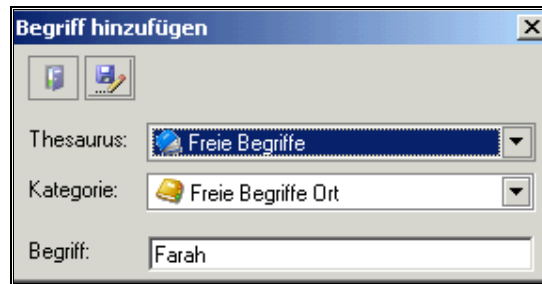 Begriff hinzufügen
Thesaurus: Freie Begriffe
Kategorie: Freie Begriffe Ort
Begriff: Farah